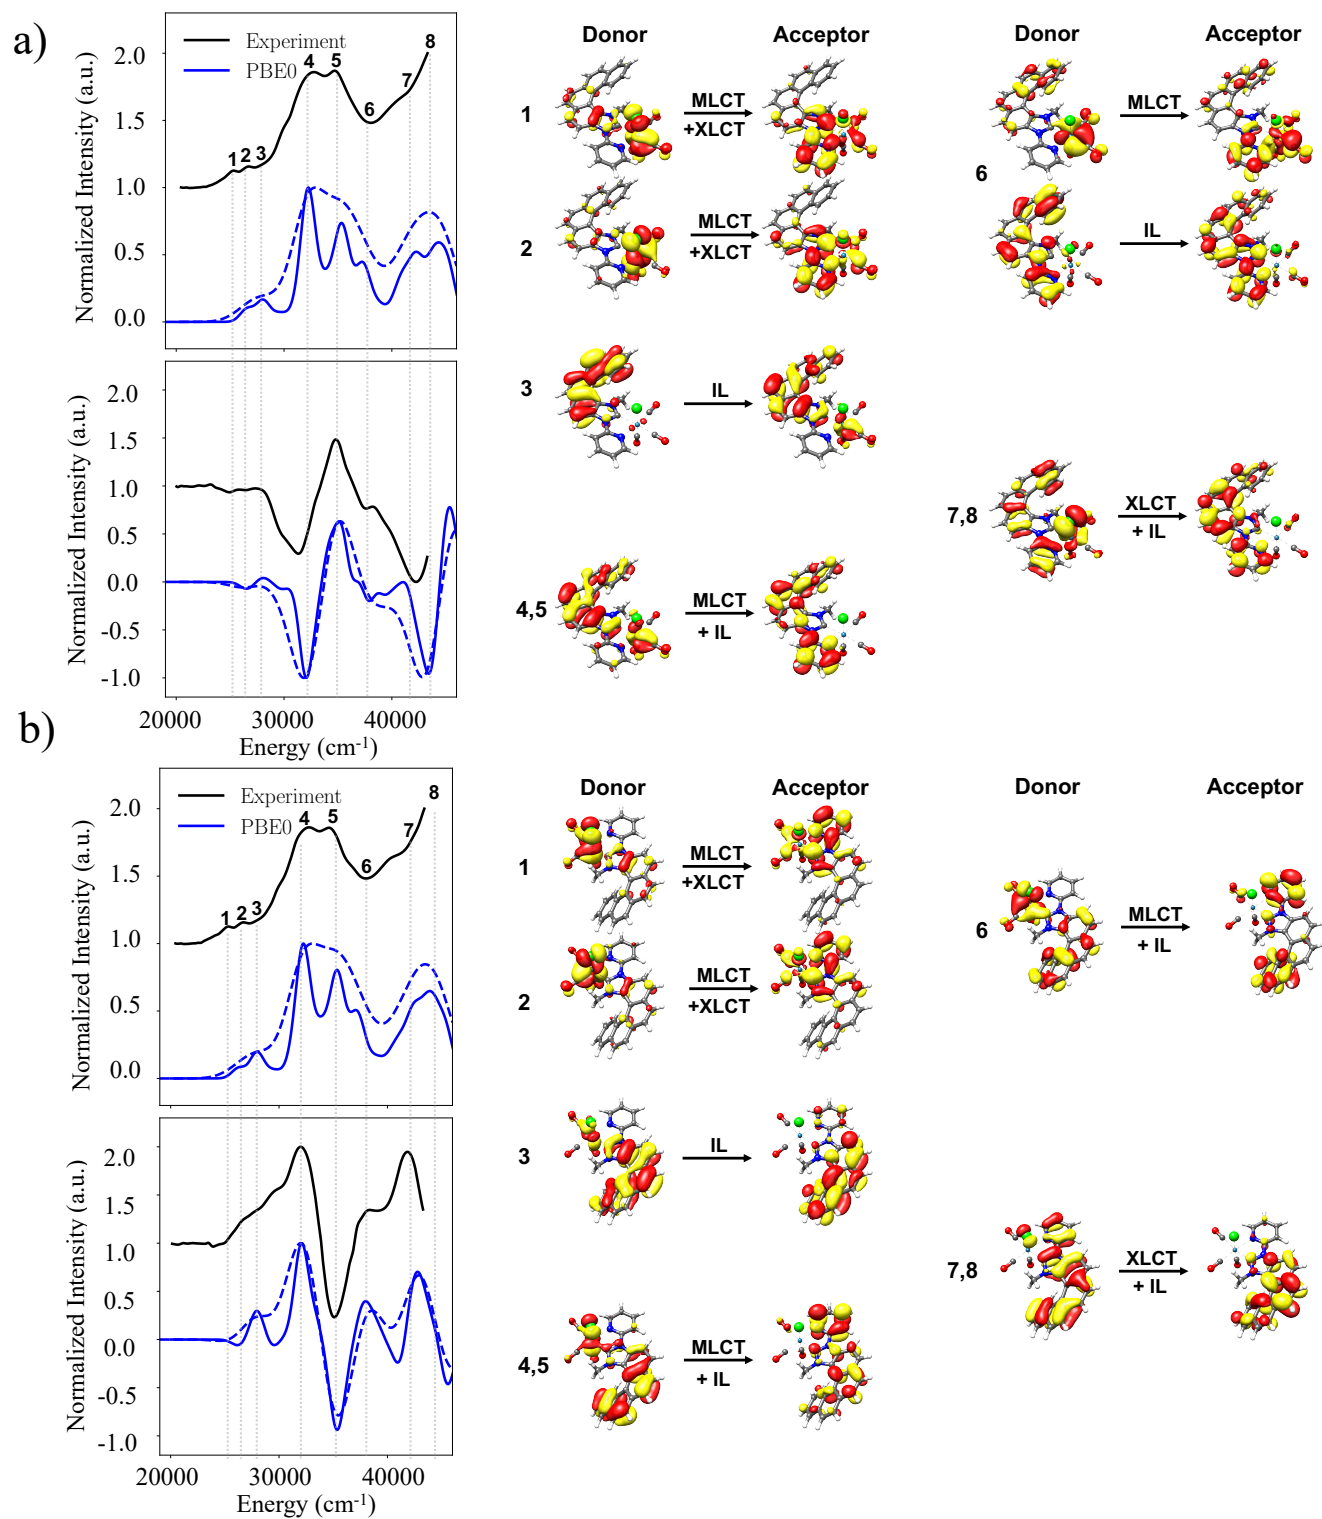 a)
Normalized Intensity (a.u.)
2.0
1.5
1.0
0.5
0.0
Experiment
PBE0
1 2 3 4 5 6 7 8
Normalized Intensity (a.u.)
2.0
1.5
1.0
0.5
0.0
-0.5
-1.0
20000 30000 40000
Energy (cm-1)
Donor Acceptor
1 MLCT
+XLCT
2 MLCT
+XLCT
3 IL
4,5 MLCT
+ IL
Donor Acceptor
MLCT
6
IL
7,8 XLCT
+ IL
b)
Normalized Intensity (a.u.)
2.0
1.5
1.0
0.5
0.0
Experiment
PBE0
1 2 3 4 5 6 7 8
Normalized Intensity (a.u.)
2.0
1.5
1.0
0.5
0.0
-0.5
-1.0
20000 30000 40000
Energy (cm-1)
Donor Acceptor
1 MLCT
+XLCT
2 MLCT
+XLCT
3 IL
4,5 MLCT
+ IL
Donor Acceptor
6 MLCT
+ IL
7,8 XLCT
+ IL